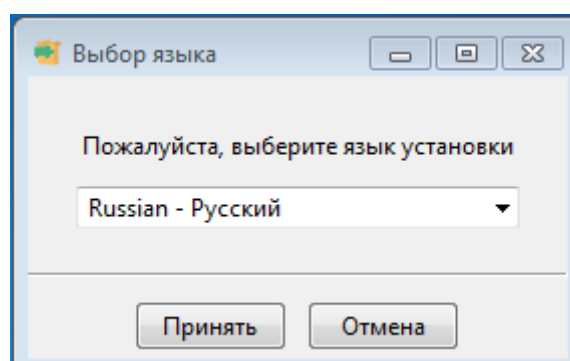 Выбор языка
Пожалуйста, выберите язык установки
Russian - Русский
Принять Отмена